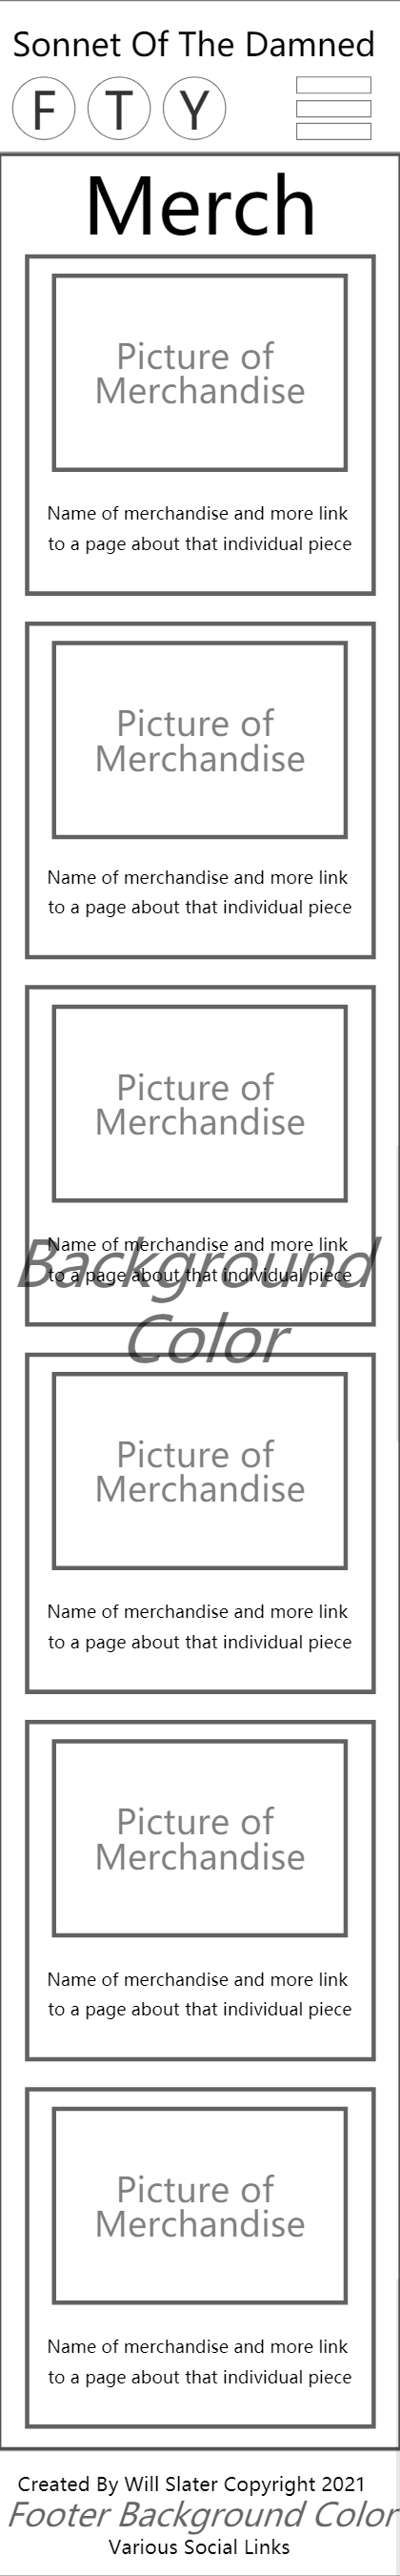 Sonnet Of The Damned
F T Y
Merch
Picture of
Merchandise
Name of merchandise and more link
to a page about that individual piece
Picture of
Merchandise
Name of merchandise and more link
to a page about that individual piece
Picture of
Merchandise
Name of merchandise and more link
to a page about that individual piece
Background
Color
Picture of
Merchandise
Name of merchandise and more link
to a page about that individual piece
Picture of
Merchandise
Name of merchandise and more link
to a page about that individual piece
Picture of
Merchandise
Name of merchandise and more link
to a page about that individual piece
Created By Will Slater Copyright 2021
Footer Background Color
Various Social Links